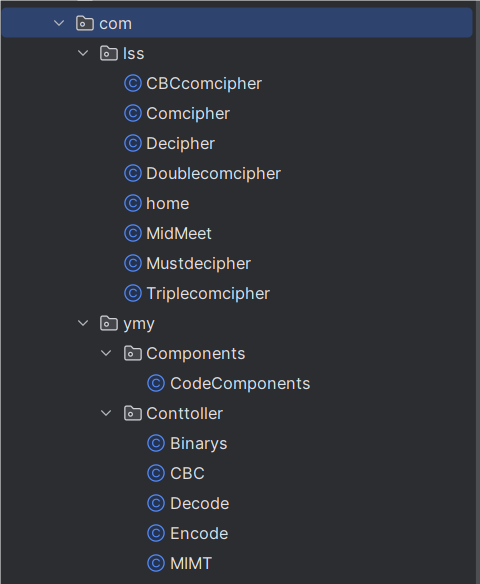 com
lss
CBCcomcipher
Comcipher
Decipher
Doublecomcipher
home
MidMeet
Mustdecipher
Triplecomcipher
ymy
Components
CodeComponents
Conttoller
Binarys
CBC
Decode
Encode
MIMT